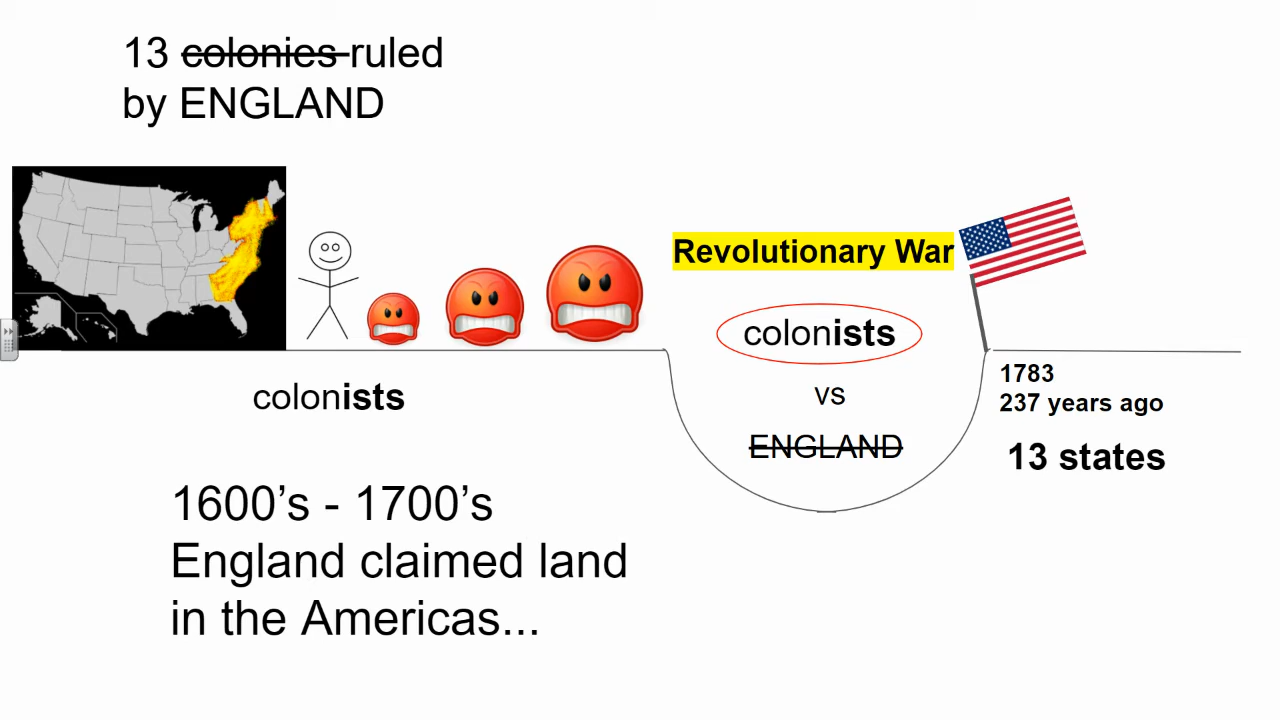 13 colonies ruled
by ENGLAND
Revolutionary War
colonists
vs
ENGLAND
1783
237 years ago
13 states
colonists
1600’s - 1700’s
England claimed land
in the Americas...